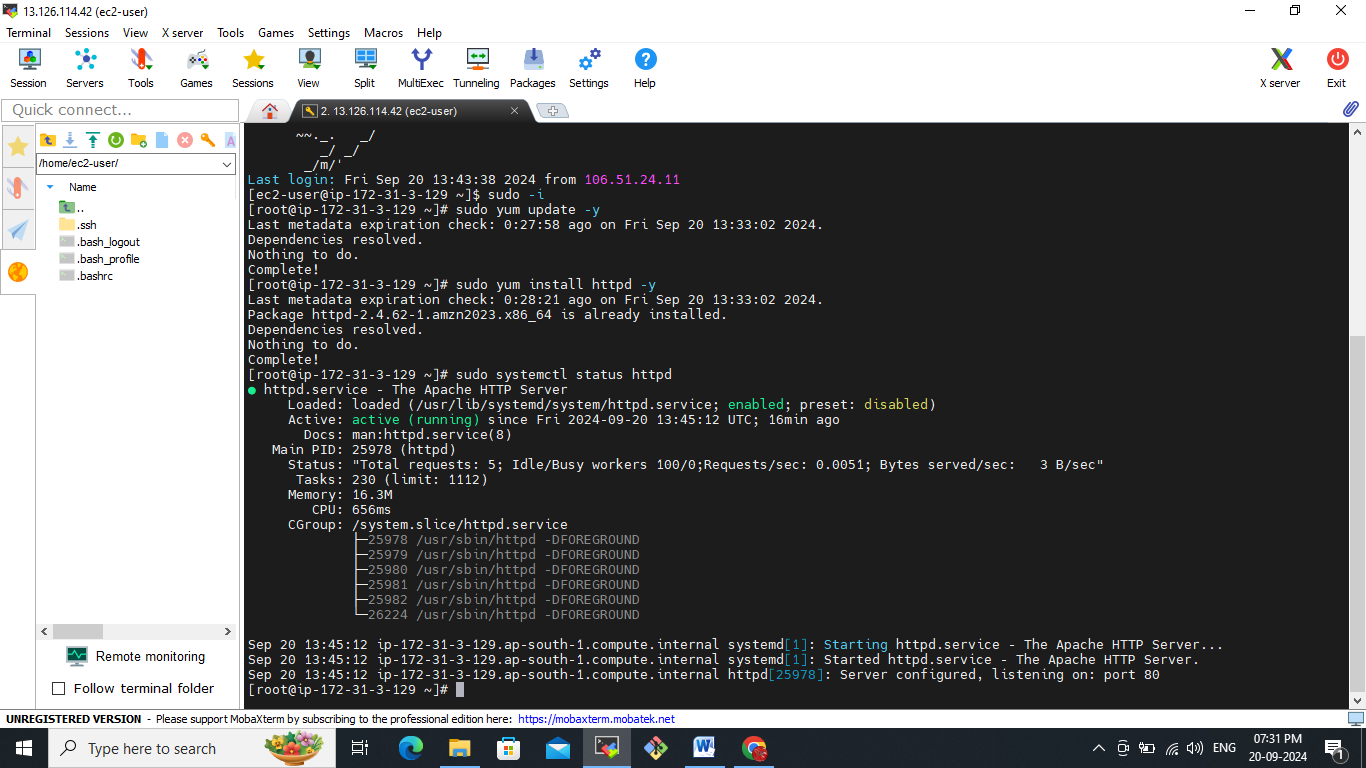 13.126.114.42 (ec2-user)
Terminal Sessions View X server Tools Games Settings Macros Help
Session Servers Tools Games Sessions View Split MultiExec Tunneling Packages Settings Help X server Exit
Quick connect...
2. 13.126.114.42 (ec2-user)
/home/ec2-user/
Name
..
.ssh
.bash_logout
.bash_profile
.bashrc
Remote monitoring
Follow terminal folder
~~._.   _/
_/ _/
_/m/'
Last login: Fri Sep 20 13:43:38 2024 from 106.51.24.11
[ec2-user@ip-172-31-3-129 ~]$ sudo -i
[root@ip-172-31-3-129 ~]# sudo yum update -y
Last metadata expiration check: 0:27:58 ago on Fri Sep 20 13:33:02 2024.
Dependencies resolved.
Nothing to do.
Complete!
[root@ip-172-31-3-129 ~]# sudo yum install httpd -y
Last metadata expiration check: 0:28:21 ago on Fri Sep 20 13:33:02 2024.
Package httpd-2.4.62-1.amzn2023.x86_64 is already installed.
Dependencies resolved.
Nothing to do.
Complete!
[root@ip-172-31-3-129 ~]# sudo systemctl status httpd
● httpd.service - The Apache HTTP Server
Loaded: loaded (/usr/lib/systemd/system/httpd.service; enabled; preset: disabled)
Active: active (running) since Fri 2024-09-20 13:45:12 UTC; 16min ago
Docs: man:httpd.service(8)
Main PID: 25978 (httpd)
Status: "Total requests: 5; Idle/Busy workers 100/0;Requests/sec: 0.0051; Bytes served/sec:   3 B/sec"
Tasks: 230 (limit: 1112)
Memory: 16.3M
CPU: 656ms
CGroup: /system.slice/httpd.service
├─25978 /usr/sbin/httpd -DFOREGROUND
├─25979 /usr/sbin/httpd -DFOREGROUND
├─25980 /usr/sbin/httpd -DFOREGROUND
├─25981 /usr/sbin/httpd -DFOREGROUND
├─25982 /usr/sbin/httpd -DFOREGROUND
└─26224 /usr/sbin/httpd -DFOREGROUND
Sep 20 13:45:12 ip-172-31-3-129.ap-south-1.compute.internal systemd[1]: Starting httpd.service - The Apache HTTP Server...
Sep 20 13:45:12 ip-172-31-3-129.ap-south-1.compute.internal systemd[1]: Started httpd.service - The Apache HTTP Server.
Sep 20 13:45:12 ip-172-31-3-129.ap-south-1.compute.internal httpd[25978]: Server configured, listening on: port 80
[root@ip-172-31-3-129 ~]#
UNREGISTERED VERSION - Please support MobaXterm by subscribing to the professional edition here: https://mobaxterm.mobatek.net
Type here to search
ENG
07:31 PM
20-09-2024
1